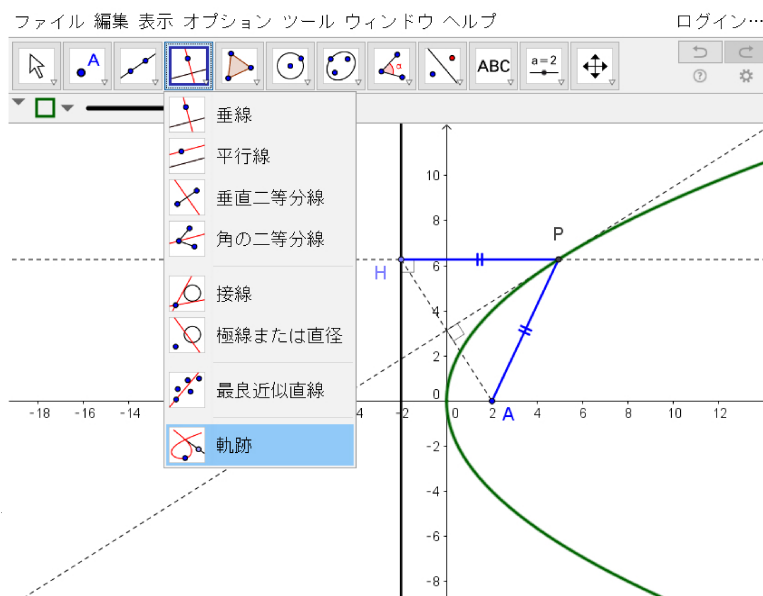 ファイル 編集 表示 オプション ツール ウィンドウ ヘルプ ログイン…
A ABC a=2
α
垂線
平行線
垂直二等分線
角の二等分線
接線
極線または直径
最良近似直線
軌跡
10
8
P
6
H
4
2
0
-18 -16 -14 4 -2 0 2 A 4 6 8 10 12
-2
-4
-6
-8